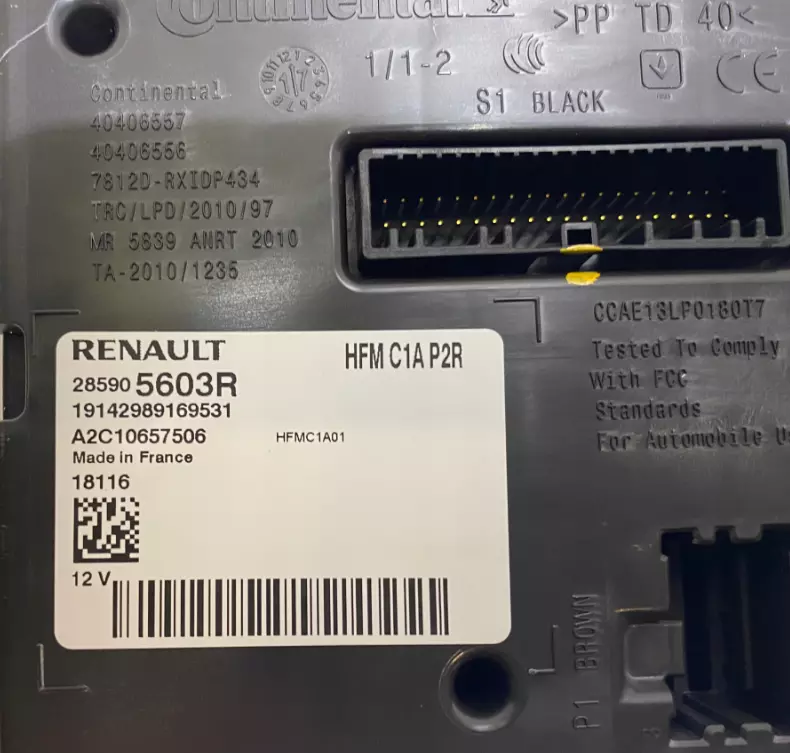 Continental
>PP TD 40<
1/1-2
CE
S1 BLACK
Continental
40406557
40406556
7812D-RXIDP434
TRC/LPD/2010/97
MR 5839 ANRT 2010
TA-2010/1235
CCAE13LP0180T7
Tested To Comply
With FCC
Standards
For Automobile
RENAULT
HFM C1A P2R
28590 5603R
19142989169531
A2C10657506
HFMC1A01
Made in France
18116
12 V
P1 BROWN